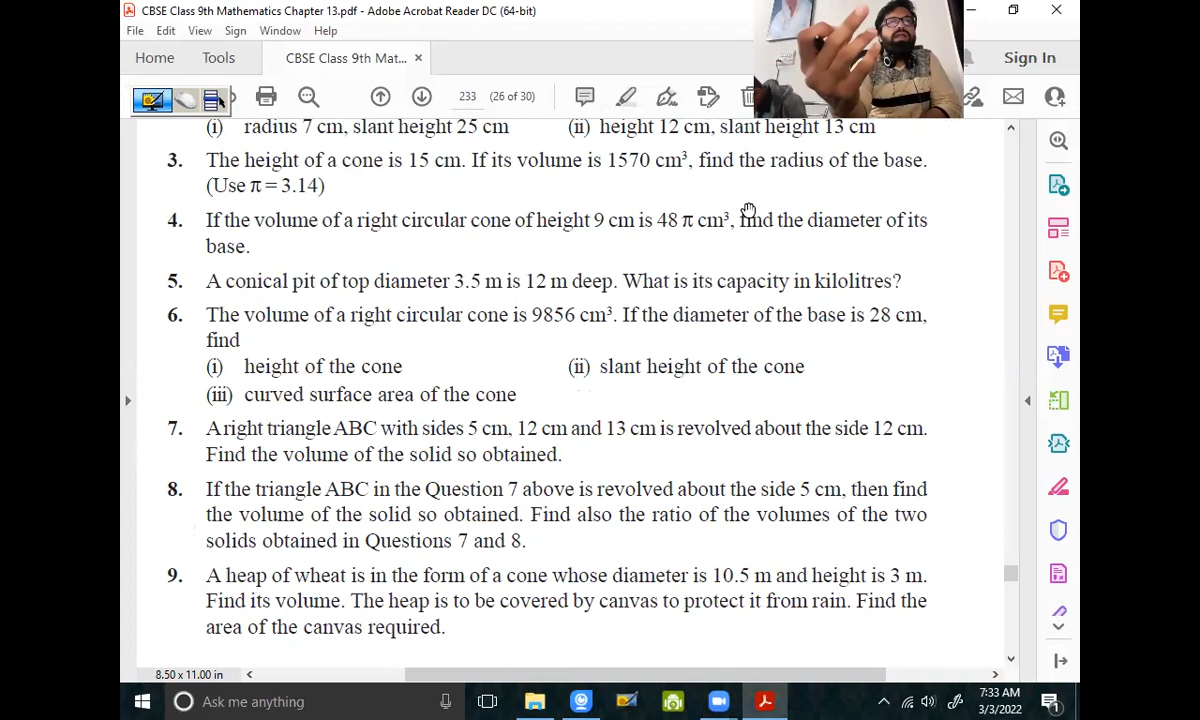 CBSE Class 9th Mathematics Chapter 13.pdf - Adobe Acrobat Reader DC (64-bit)
File Edit View Sign Window Help
Home Tools CBSE Class 9th Mat... × Sign In
233 (26 of 30)
(i) radius 7 cm, slant height 25 cm (ii) height 12 cm, slant height 13 cm
3. The height of a cone is 15 cm. If its volume is 1570 cm³, find the radius of the base.
(Use π = 3.14)
4. If the volume of a right circular cone of height 9 cm is 48 π cm³, find the diameter of its
base.
5. A conical pit of top diameter 3.5 m is 12 m deep. What is its capacity in kilolitres?
6. The volume of a right circular cone is 9856 cm³. If the diameter of the base is 28 cm,
find
(i) height of the cone (ii) slant height of the cone
(iii) curved surface area of the cone
7. A right triangle ABC with sides 5 cm, 12 cm and 13 cm is revolved about the side 12 cm.
Find the volume of the solid so obtained.
8. If the triangle ABC in the Question 7 above is revolved about the side 5 cm, then find
the volume of the solid so obtained. Find also the ratio of the volumes of the two
solids obtained in Questions 7 and 8.
9. A heap of wheat is in the form of a cone whose diameter is 10.5 m and height is 3 m.
Find its volume. The heap is to be covered by canvas to protect it from rain. Find the
area of the canvas required.
8.50 x 11.00 in
Ask me anything
7:33 AM
3/3/2022
1